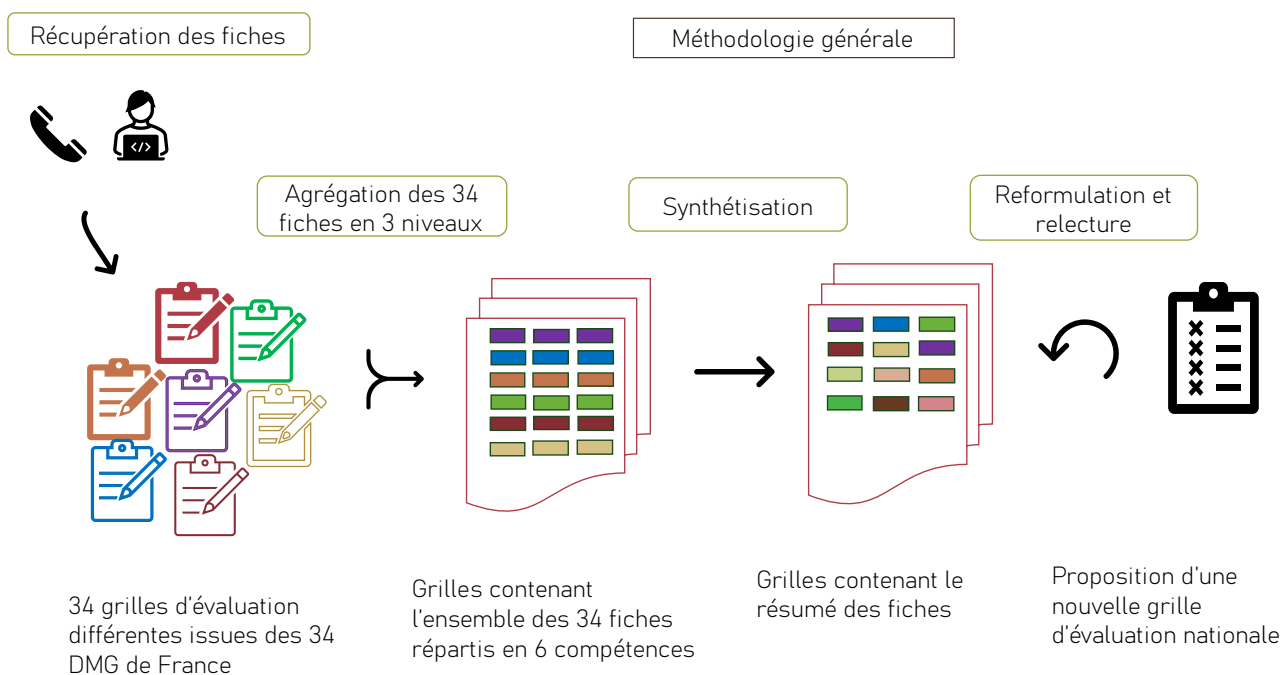 Récupération des fiches
Méthodologie générale
</>
Agrégation des 34
fiches en 3 niveaux
Synthétisation
Reformulation et
relecture
34 grilles d'évaluation
différentes issues des 34
DMG de France
Grilles contenant
l'ensemble des 34 fiches
répartis en 6 compétences
Grilles contenant le
résumé des fiches
Proposition d'une
nouvelle grille
d'évaluation nationale